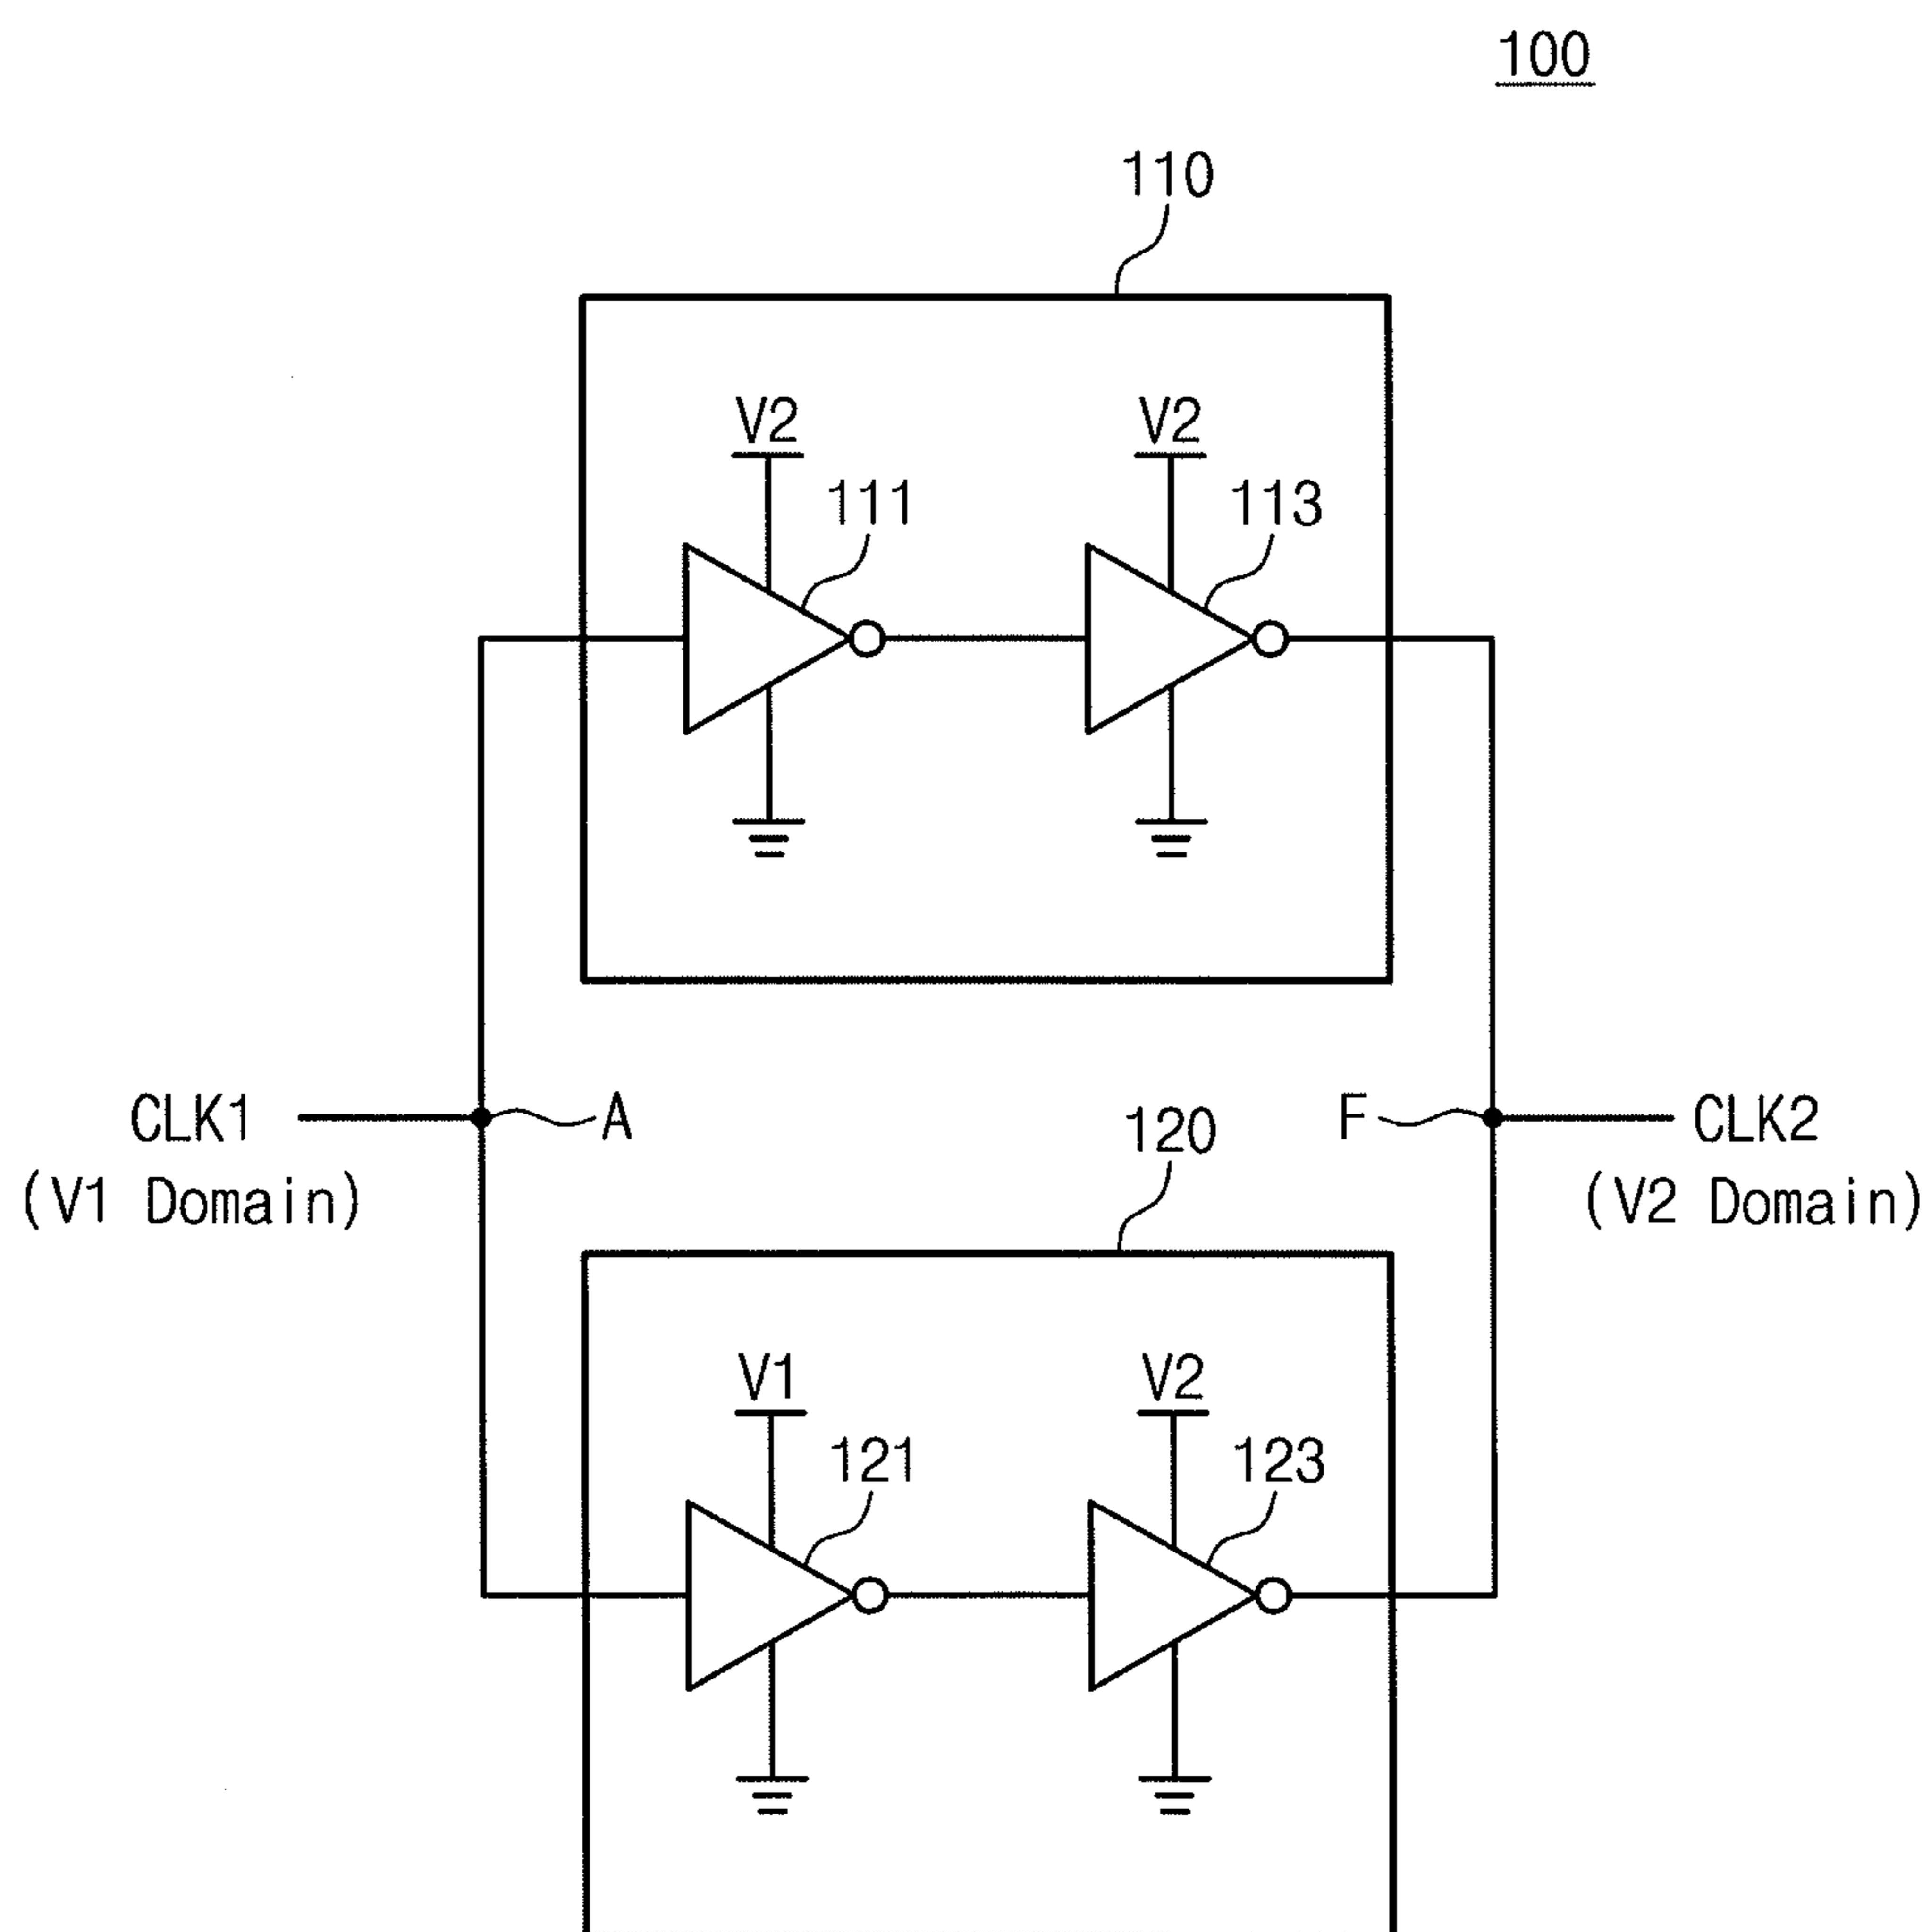 100
110
V2 V2
111 113
CLK1 A F CLK2
120
(V1 Domain) (V2 Domain)
V1 V2
121 123